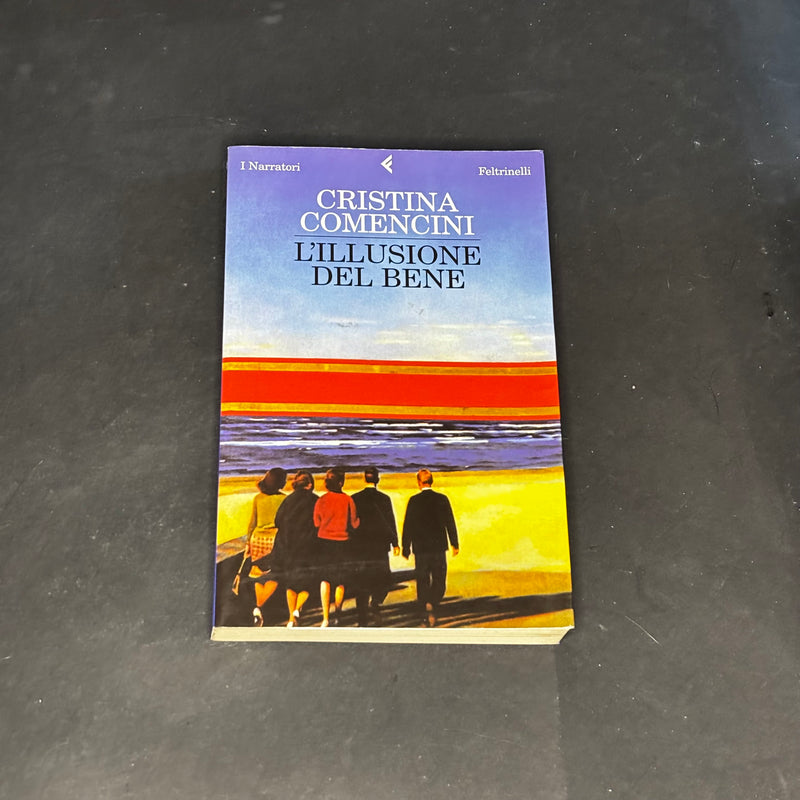 I Narratori
Feltrinelli
CRISTINA
COMENCINI
L'ILLUSIONE
DEL BENE